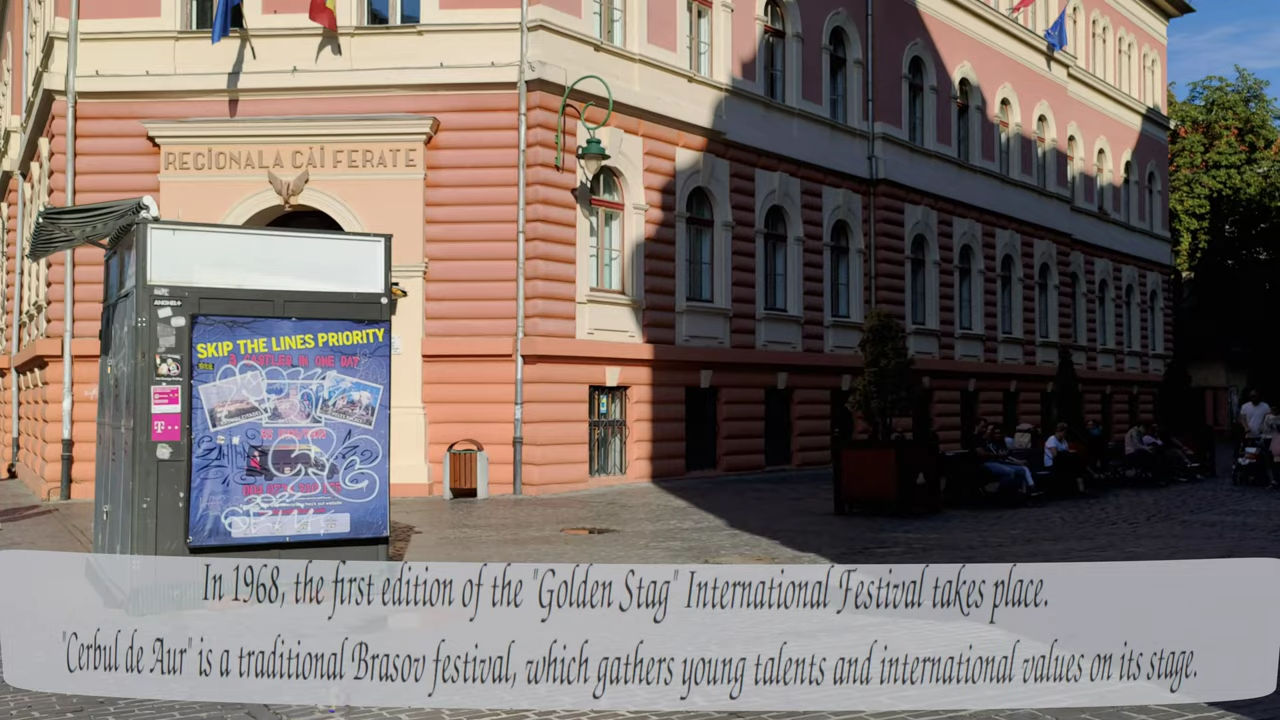 REGIONALA CĂI FERATE
SKIP THE LINES PRIORITY
3 CASTLES IN ONE DAY
In 1968, the first edition of the "Golden Stag" International Festival takes place.
"Cerbul de Aur" is a traditional Brasov festival, which gathers young talents and international values on its stage.